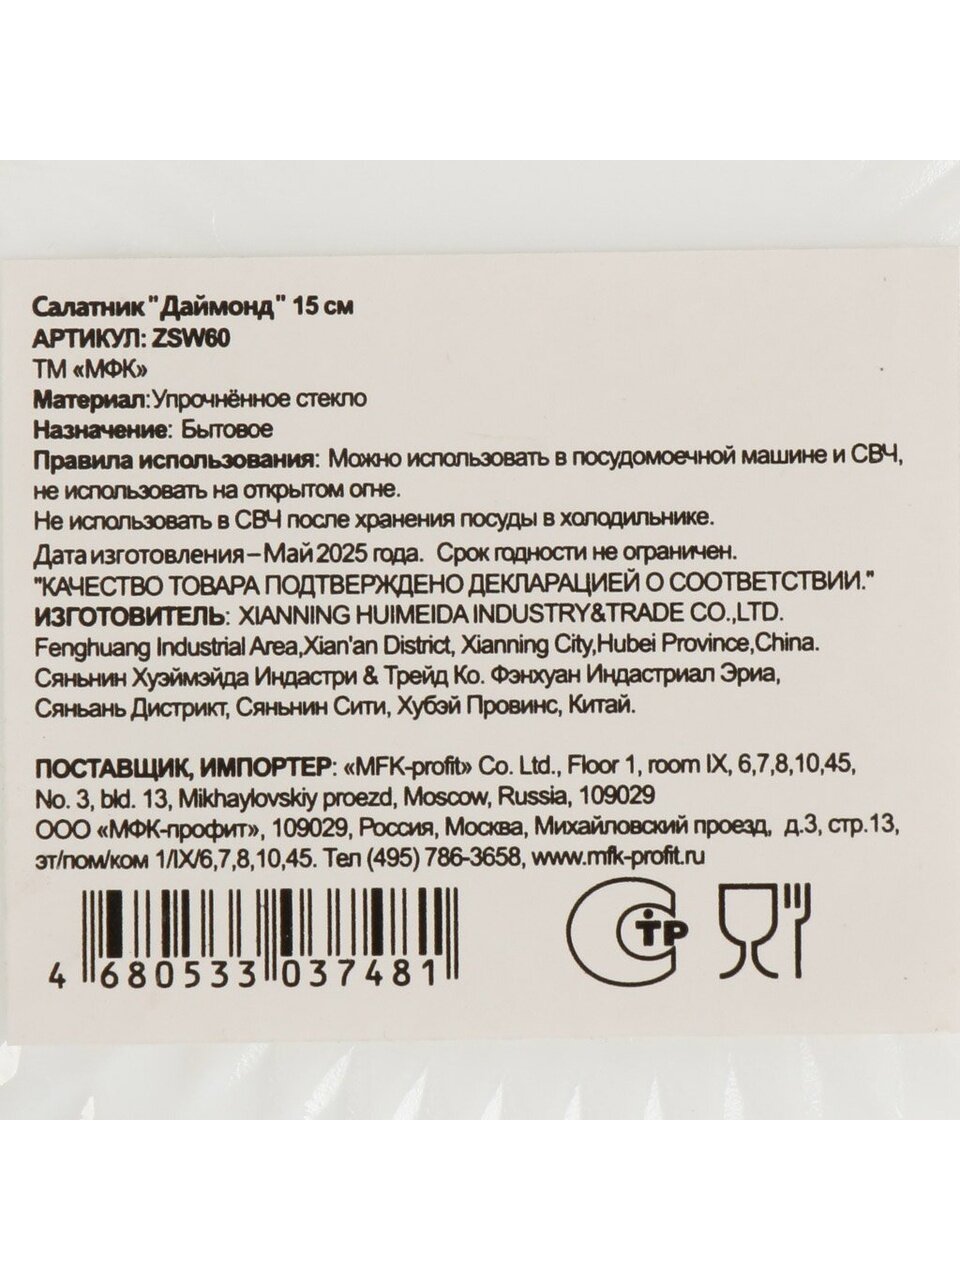 Салатник "Даймонд" 15 см
АРТИКУЛ: ZSW60
ТМ «МФК»
Материал:Упрочнённое стекло
Назначение: Бытовое
Правила использования: Можно использовать в посудомоечной машине и СВЧ,
не использовать на открытом огне.
Не использовать в СВЧ после хранения посуды в холодильнике.
Дата изготовления – Май 2025 года. Срок годности не ограничен.
"КАЧЕСТВО ТОВАРА ПОДТВЕРЖДЕНО ДЕКЛАРАЦИЕЙ О СООТВЕТСТВИИ."
ИЗГОТОВИТЕЛЬ: XIANNING HUIMEIDA INDUSTRY&TRADE CO.,LTD.
Fenghuang Industrial Area,Xian'an District, Xianning City,Hubei Province,China.
Сяньнин Хуэймэйда Индастри & Трейд Ко. Фэнхуан Индастриал Эриа,
Сяньань Дистрикт, Сяньнин Сити, Хубэй Провинс, Китай.
ПОСТАВЩИК, ИМПОРТЕР: «MFK-profit» Co. Ltd., Floor 1, room IX, 6,7,8,10,45,
No. 3, bld. 13, Mikhaylovskiy proezd, Moscow, Russia, 109029
ООО «МФК-профит», 109029, Россия, Москва, Михайловский проезд, д.3, стр.13,
эт/пом/ком 1/IX/6,7,8,10,45. Тел (495) 786-3658, www.mfk-profit.ru
4 680533 037481
СТР